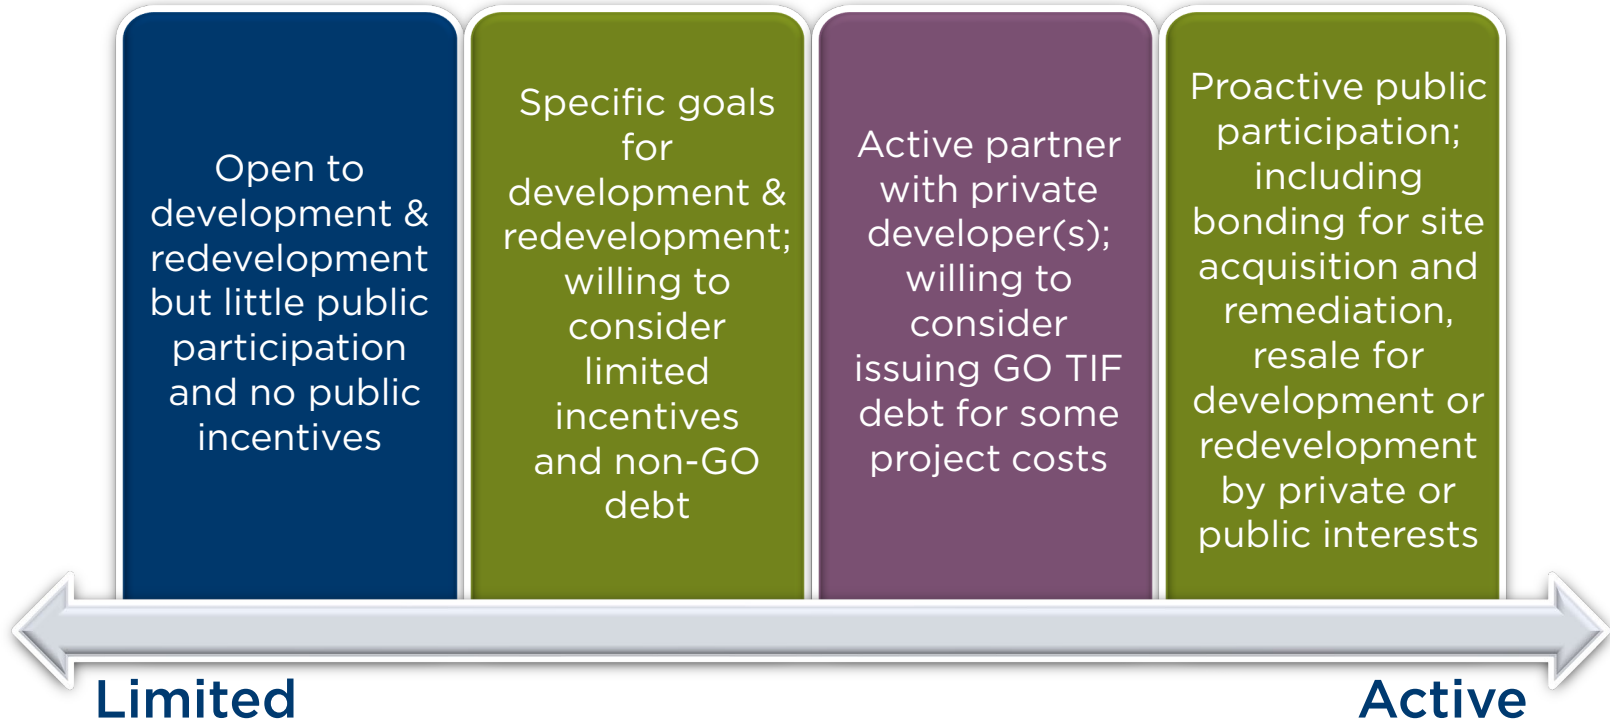 Open to
development &
redevelopment
but little public
participation
and no public
incentives
Specific goals
for
development &
redevelopment;
willing to
consider
limited
incentives
and non-GO
debt
Active partner
with private
developer(s);
willing to
consider
issuing GO TIF
debt for some
project costs
Proactive public
participation;
including
bonding for site
acquisition and
remediation,
resale for
development or
redevelopment
by private or
public interests
Limited
Active